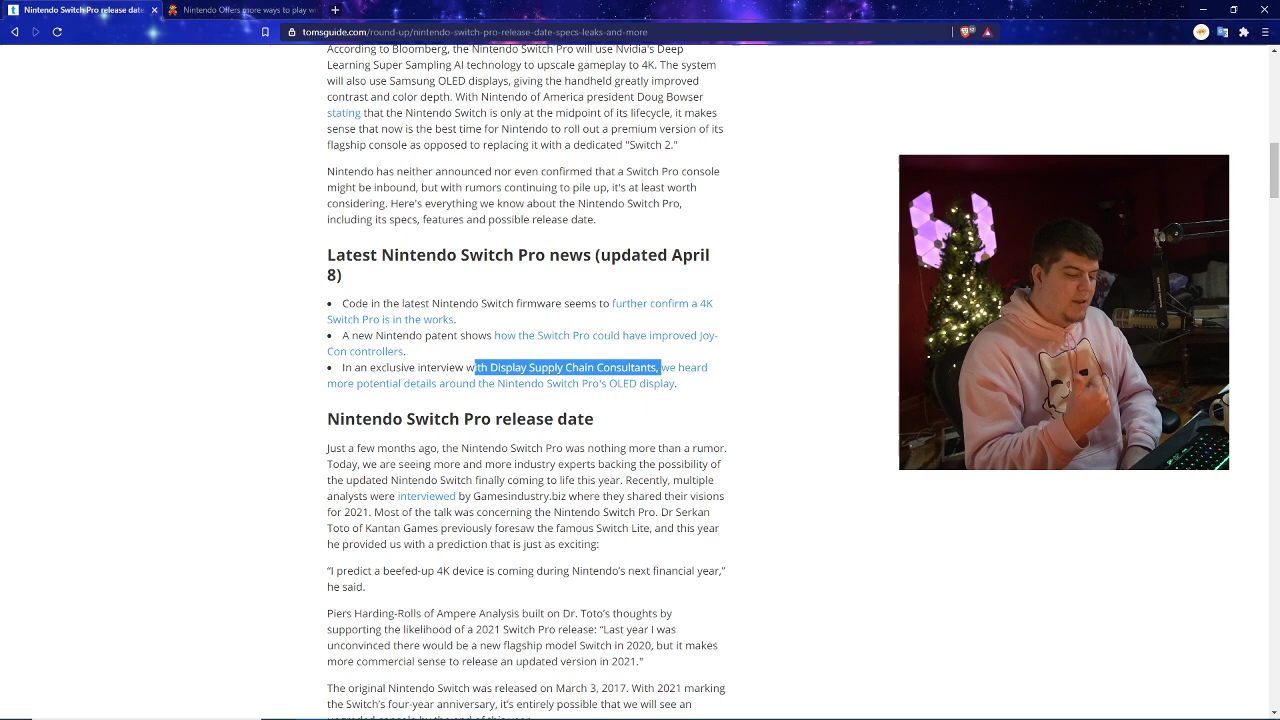 Nintendo Switch Pro release date
Nintendo Offers more ways to play w
tomsguide.com/round-up/nintendo-switch-pro-release-date-specs-leaks-and-more
According to Bloomberg, the Nintendo Switch Pro will use Nvidia's Deep
Learning Super Sampling AI technology to upscale gameplay to 4K. The system
will also use Samsung OLED displays, giving the handheld greatly improved
contrast and color depth. With Nintendo of America president Doug Bowser
stating that the Nintendo Switch is only at the midpoint of its lifecycle, it makes
sense that now is the best time for Nintendo to roll out a premium version of its
flagship console as opposed to replacing it with a dedicated "Switch 2."
Nintendo has neither announced nor even confirmed that a Switch Pro console
might be inbound, but with rumors continuing to pile up, it's at least worth
considering. Here's everything we know about the Nintendo Switch Pro,
including its specs, features and possible release date.
Latest Nintendo Switch Pro news (updated April
8)
• Code in the latest Nintendo Switch firmware seems to further confirm a 4K
Switch Pro is in the works.
• A new Nintendo patent shows how the Switch Pro could have improved Joy-
Con controllers.
• In an exclusive interview with Display Supply Chain Consultants, we heard
more potential details around the Nintendo Switch Pro's OLED display.
Nintendo Switch Pro release date
Just a few months ago, the Nintendo Switch Pro was nothing more than a rumor.
Today, we are seeing more and more industry experts backing the possibility of
the updated Nintendo Switch finally coming to life this year. Recently, multiple
analysts were interviewed by Gamesindustry.biz where they shared their visions
for 2021. Most of the talk was concerning the Nintendo Switch Pro. Dr Serkan
Toto of Kantan Games previously foresaw the famous Switch Lite, and this year
he provided us with a prediction that is just as exciting:
“I predict a beefed-up 4K device is coming during Nintendo’s next financial year,”
he said.
Piers Harding-Rolls of Ampere Analysis built on Dr. Toto’s thoughts by
supporting the likelihood of a 2021 Switch Pro release: “Last year I was
unconvinced there would be a new flagship model Switch in 2020, but it makes
more commercial sense to release an updated version in 2021."
The original Nintendo Switch was released on March 3, 2017. With 2021 marking
the Switch’s four-year anniversary, it’s entirely possible that we will see an
upgraded console by the end of this year.